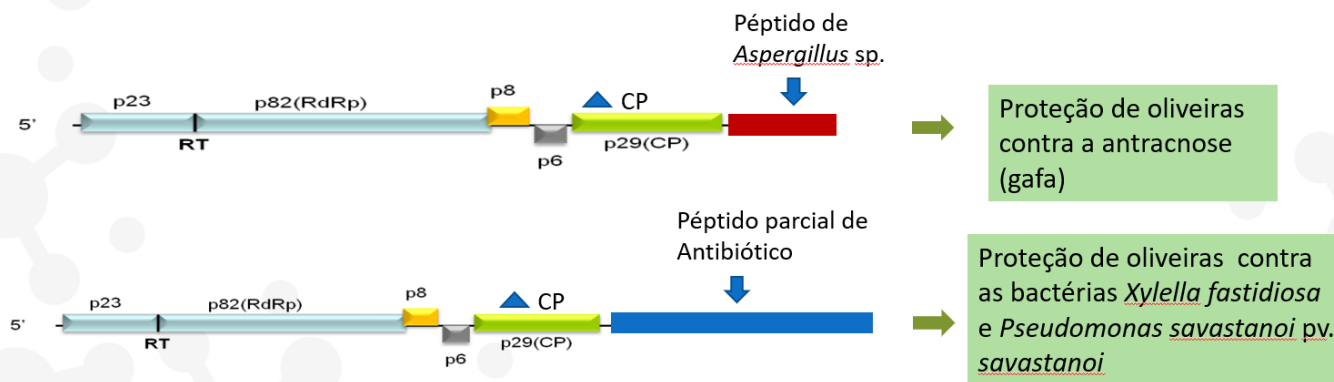 Péptido de
Aspergillus sp.
p23
p82(RdRp)
p8
CP
5'
RT
p6
p29(CP)
Proteção de oliveiras
contra a antracnose
(gafa)
Péptido parcial de
Antibiótico
p23
p82(RdRp)
p8
CP
5'
RT
p6
p29(CP)
Proteção de oliveiras contra
as bactérias Xylella fastidiosa
e Pseudomonas savastanoi pv.
savastanoi